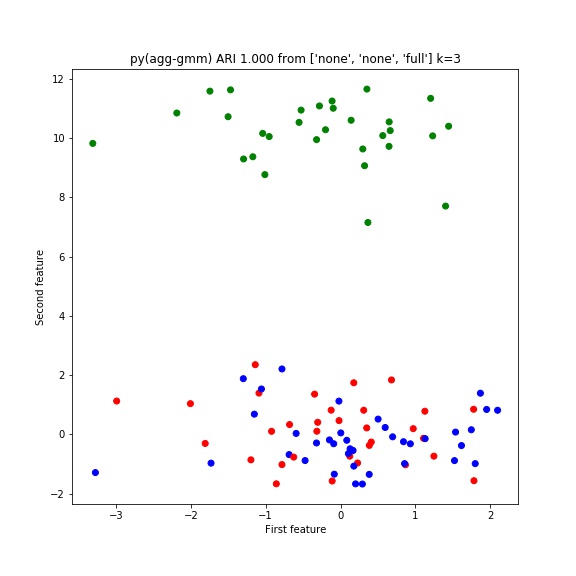 py(agg-gmm) ARI 1.000 from ['none', 'none', 'full'] k=3
12
10
8
6
4
2
0
−2
Second feature
−3 −2 −1 0 1 2
First feature